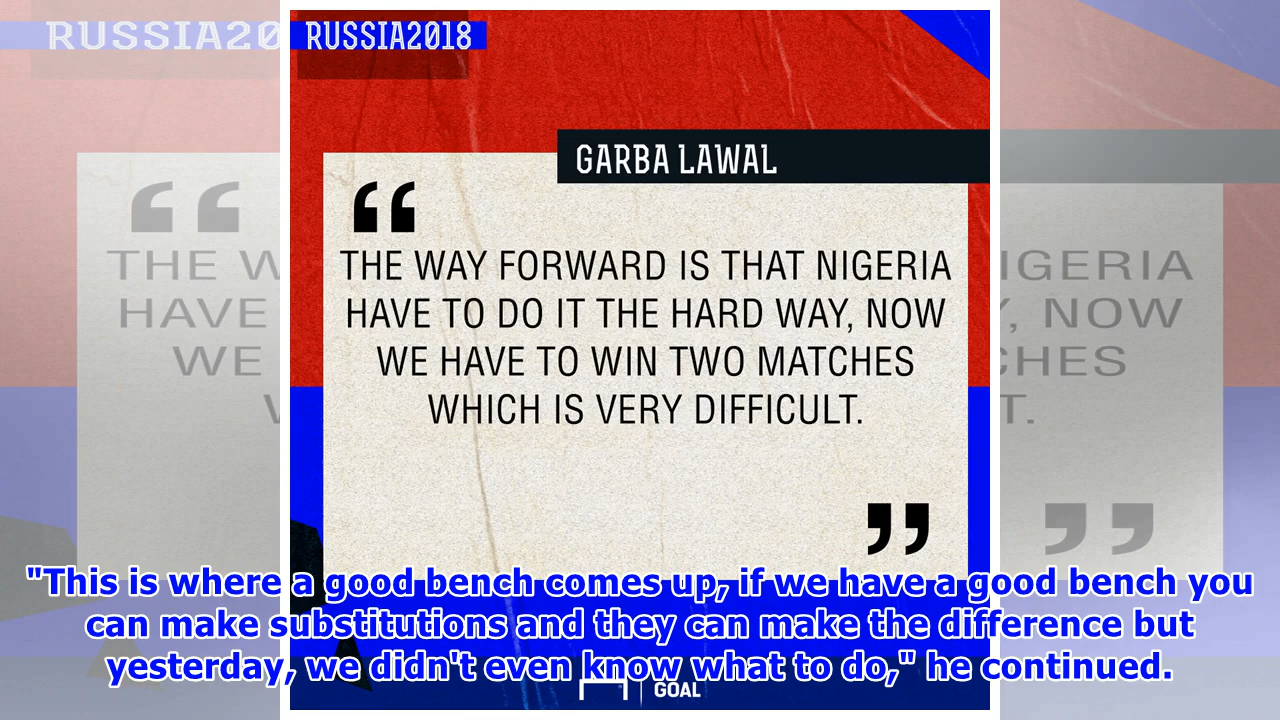 RUSSIA20
RUSSIA2018
GARBA LAWAL
“
THE WAY FORWARD IS THAT NIGERIA
HAVE TO DO IT THE HARD WAY, NOW
WE HAVE TO WIN TWO MATCHES
WHICH IS VERY DIFFICULT.
”
"This is where a good bench comes up, if we have a good bench you
can make substitutions and they can make the difference but
yesterday, we didn't even know what to do," he continued.
GOAL